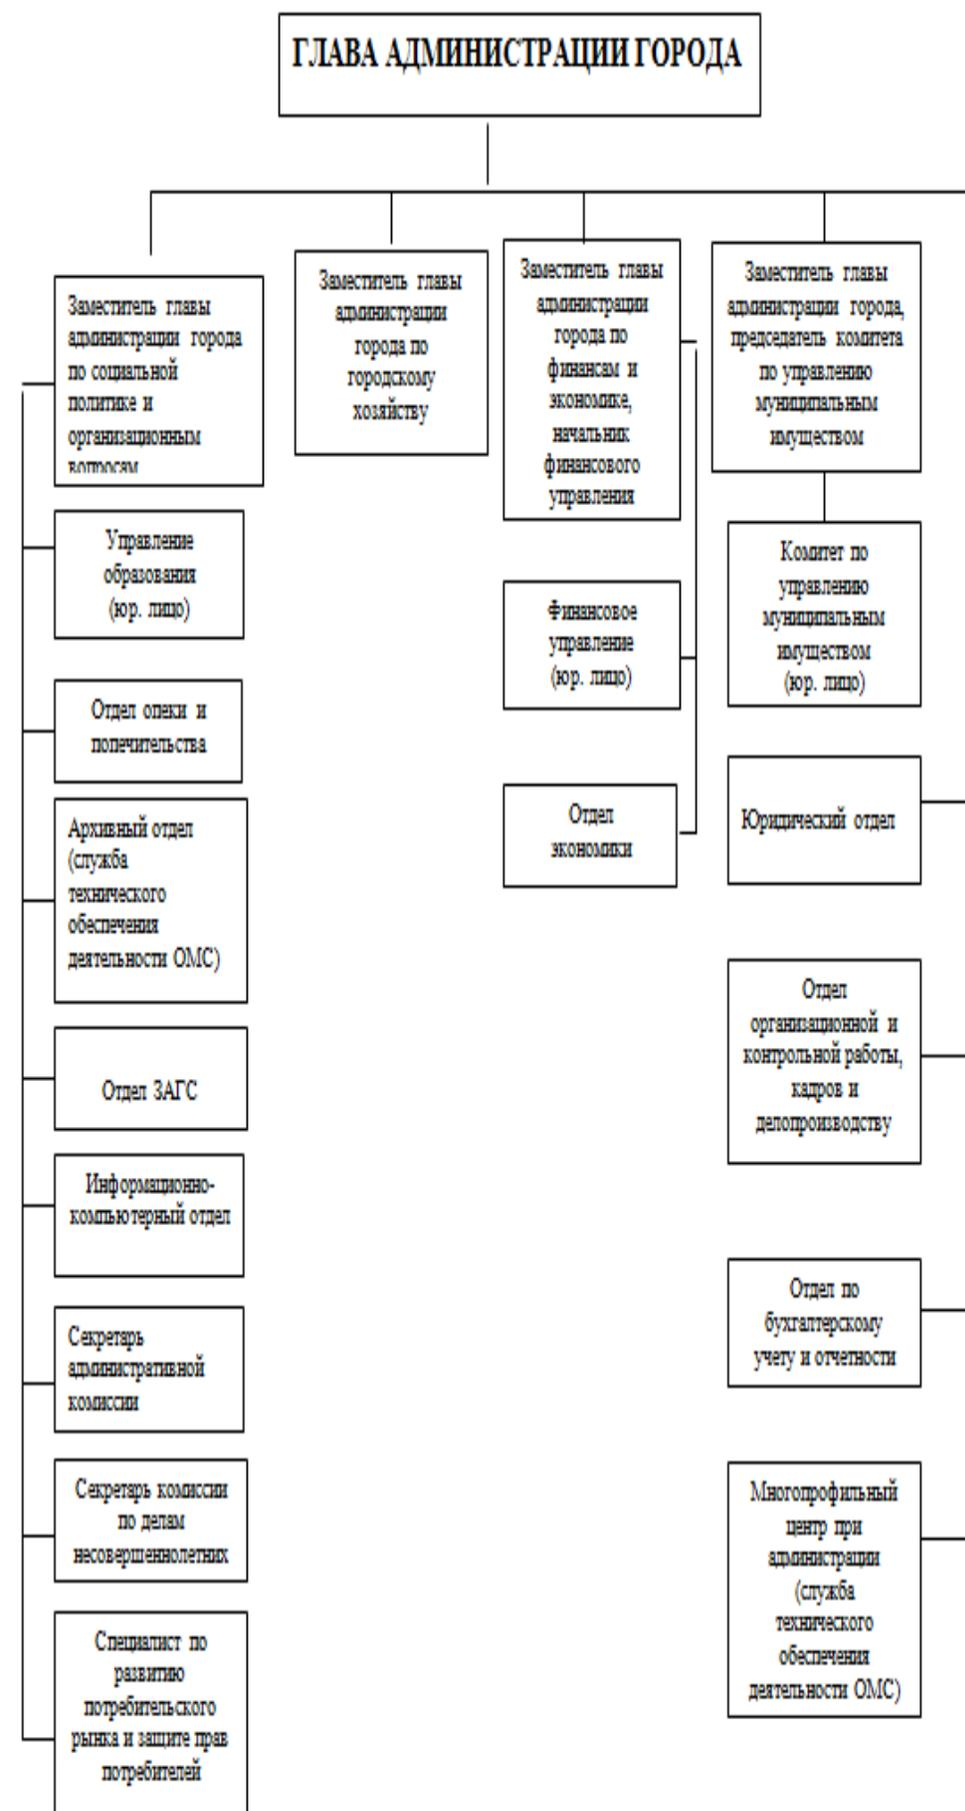 ГЛАВА АДМИНИСТРАЦИИ ГОРОДА
Заместитель главы
администрации города
по социальной
политике и
организационным
вопросам
Заместитель главы
администрации
города по
городскому
хозяйству
Заместитель главы
администрации
города по
финансам и
экономике,
начальник
финансового
управления
Заместитель главы
администрации города,
председатель комитета
по управлению
муниципальным
имуществом
Управление
образования
(юр. лицо)
Отдел опеки и
попечительства
Архивный отдел
(служба
технического
обеспечения
деятельности ОМС)
Отдел ЗАГС
Информационно-
компьютерный отдел
Секретарь
административной
комиссии
Секретарь комиссии
по делам
несовершеннолетних
Специалист по
развитию
потребительского
рынка и защите прав
потребителей
Финансовое
управление
(юр. лицо)
Отдел
экономики
Комитет по
управлению
муниципальным
имуществом
(юр. лицо)
Юридический отдел
Отдел
организационной и
контрольной работы,
кадров и
делопроизводству
Отдел по
бухгалтерскому
учету и отчетности
Многопрофильный
центр при
администрации
(служба
технического
обеспечения
деятельности ОМС)